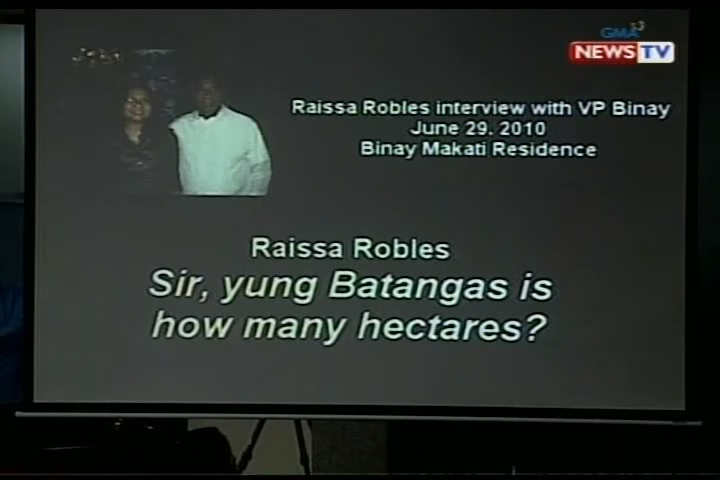 GMA
NEWS TV
Raissa Robles interview with VP Binay
June 29. 2010
Binay Makati Residence
Raissa Robles
Sir, yung Batangas is
how many hectares?